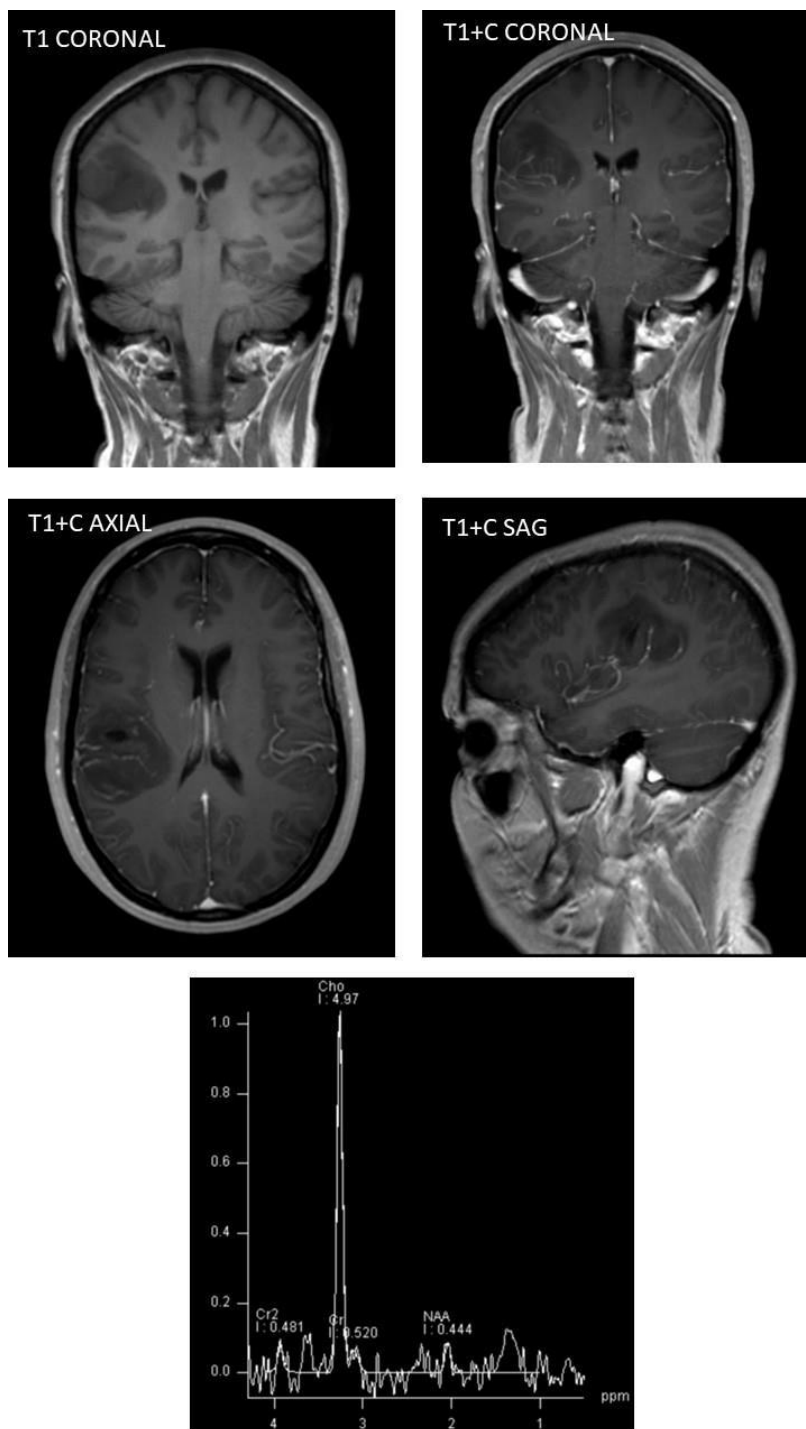 T1 CORONAL
T1+C CORONAL
T1+C AXIAL
T1+C SAG
Cho
I : 4.97
1.0
0.8
0.6
0.4
0.2
Cr2
I : 0.481
Cr
I : 0.520
NAA
I : 0.444
0.0
ppm
4
3
2
1